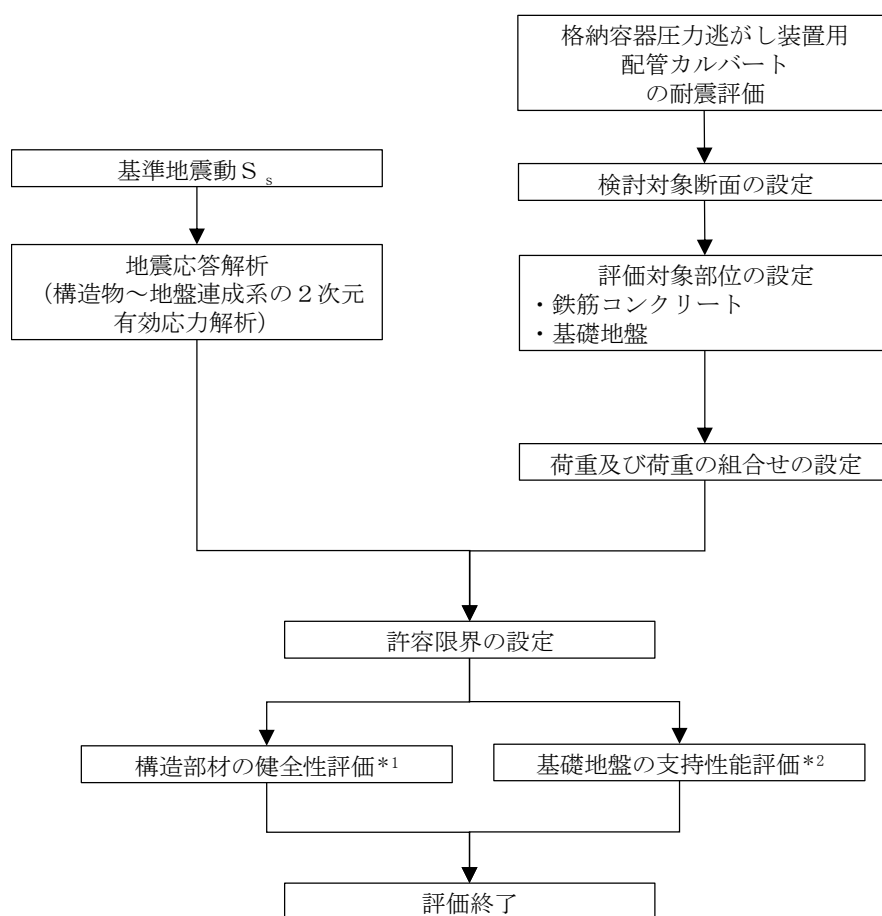 格納容器圧力逃がし装置用
配管カルバート
の耐震評価
基準地震動Ｓｓ
検討対象断面の設定
地震応答解析
（構造物～地盤連成系の２次元
有効応力解析）
評価対象部位の設定
・鉄筋コンクリート
・基礎地盤
荷重及び荷重の組合せの設定
許容限界の設定
構造部材の健全性評価*1
基礎地盤の支持性能評価*2
評価終了